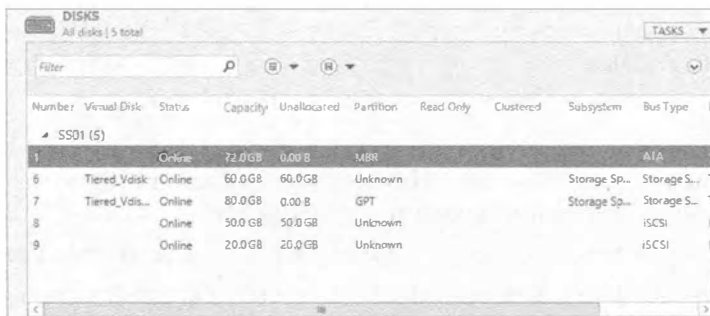 DISKS
All disks | 5 total
TASKS
Filter
Number Virtual Disk Status Capacity Unallocated Partition Read Only Clustered Subsystem Bus Type
SS01 (5)
1 Online 72.0 GB 0.00 B MBR ATA
6 Tiered_Vdisk Online 60.0 GB 60.0 GB Unknown Storage Sp... Storage S...
7 Tiered_Vdis... Online 80.0 GB 0.00 B GPT Storage Sp... Storage S...
8 Online 50.0 GB 50.0 GB Unknown iSCSI
9 Online 20.0 GB 20.0 GB Unknown iSCSI